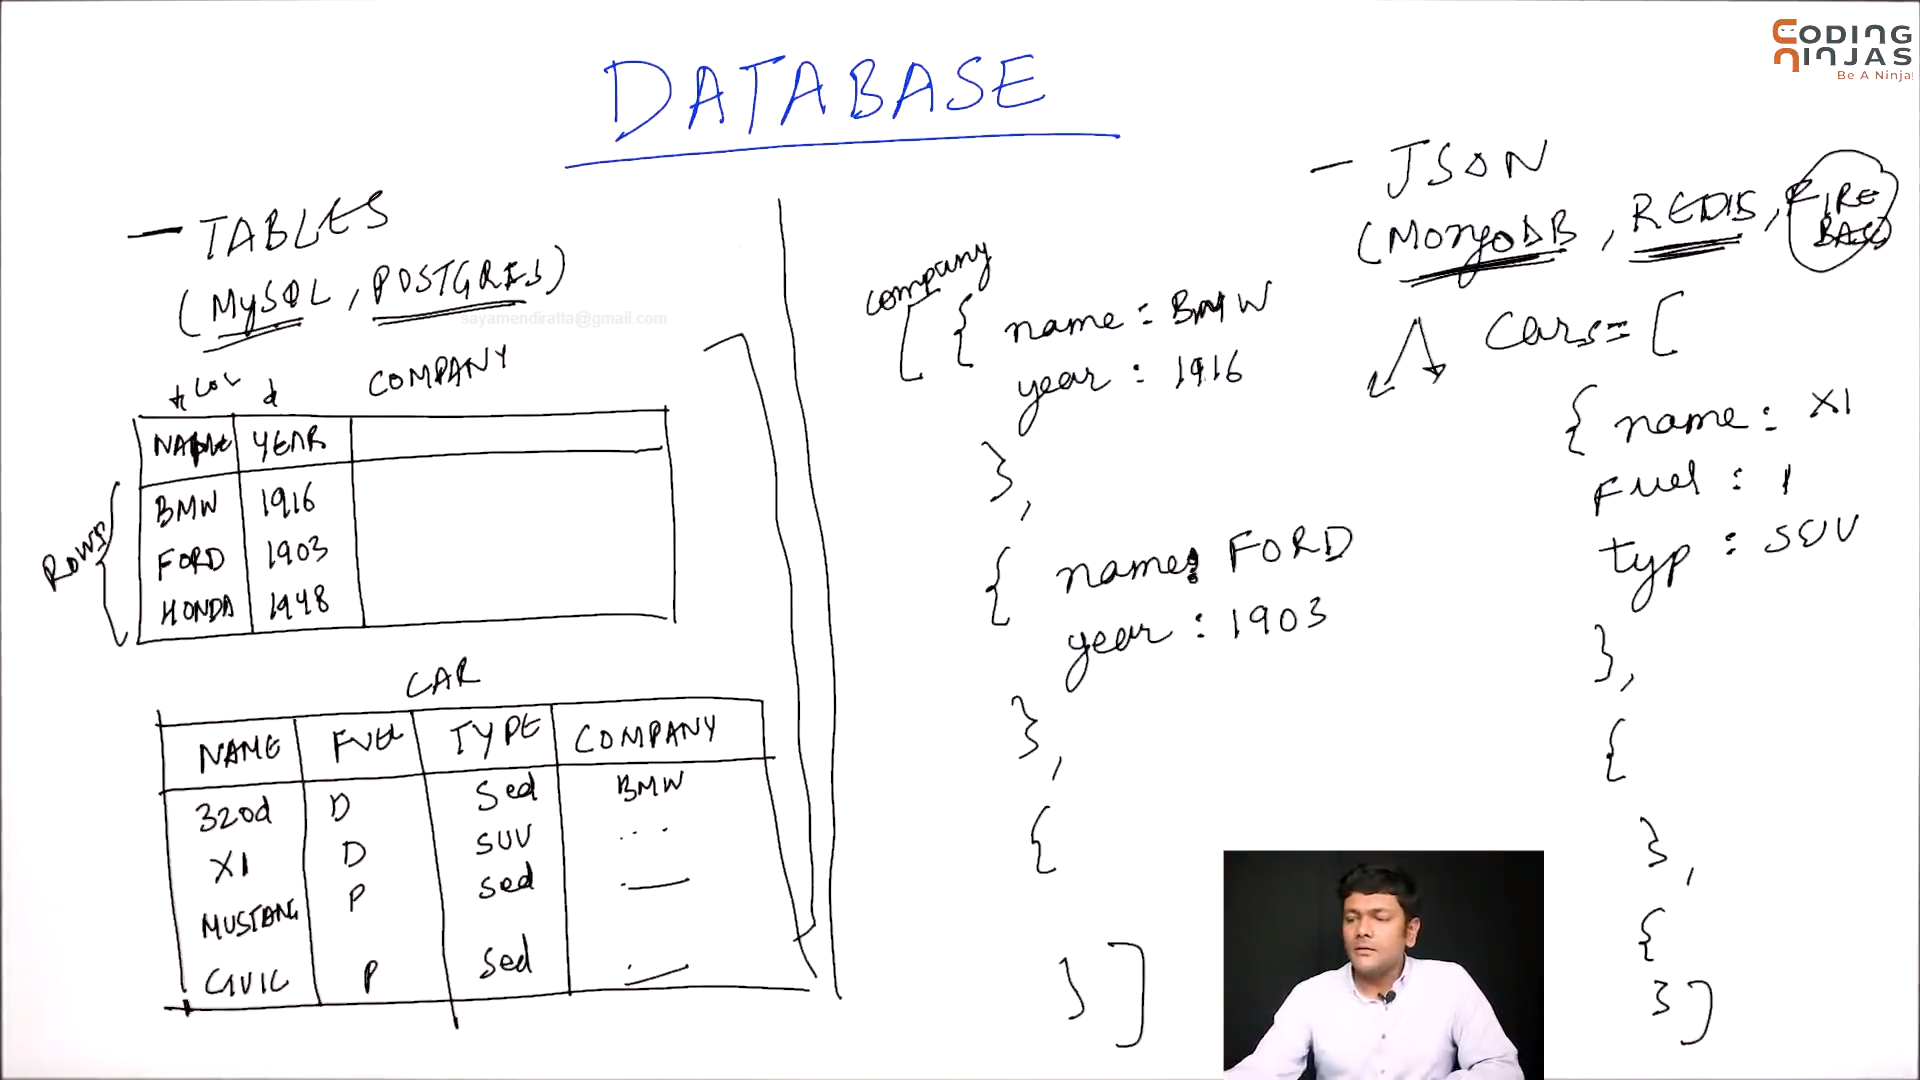 CODING
NINJAS
Be A Ninja!
DATABASE
- TABLES
(MySQL, POSTGRES)
sayamendiratta@gmail.com
COL
COMPANY
NAME YEAR
ROWS
BMW 1916
FORD 1903
HONDA 1948
CAR
NAME FUEL TYPE COMPANY
320d D Sed BMW
X1 D SUV ...
MUSTANG P Sed
CIVIC P Sed
- JSON
(MongoDB, REDIS, FIRE
BASE)
company
[ { name : BMW
year : 1916
},
{ name : FORD
year : 1903
},
{
} ]
Cars = [
{ name : X1
Fuel : 1
typ : SUV
},
{
},
{
} ]